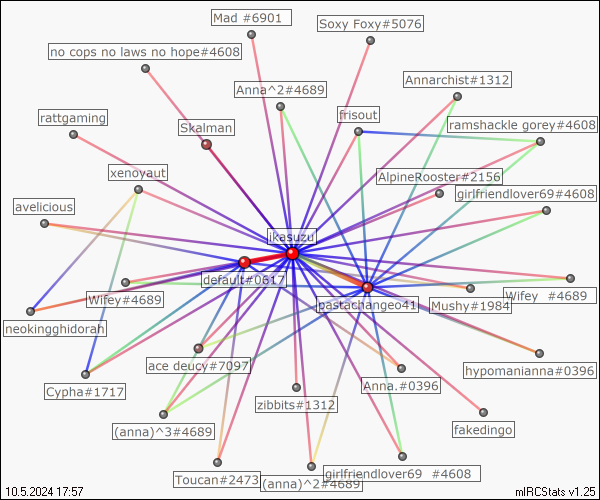 Mad #6901
Soxy Foxy#5076
no cops no laws no hope#4608
Annarchist#1312
Anna^2#4689
rattgaming
frisout
ramshackle gorey#4608
Skalman
xenoyaut
AlpineRooster#2156
girlfriendlover69#4608
avelicious
ikasuzu
default#0617
Wifey#4689
pastachangeo41
Mushy#1984
Wifey #4689
neokingghidorah
ace deucy#7097
hypomanianna#0396
Cypha#1717
Anna.#0396
zibbits#1312
(anna)^3#4689
fakedingo
Toucan#2473
(anna)^2#4689
girlfriendlover69 #4608
10.5.2024 17:57
mIRCStats v1.25